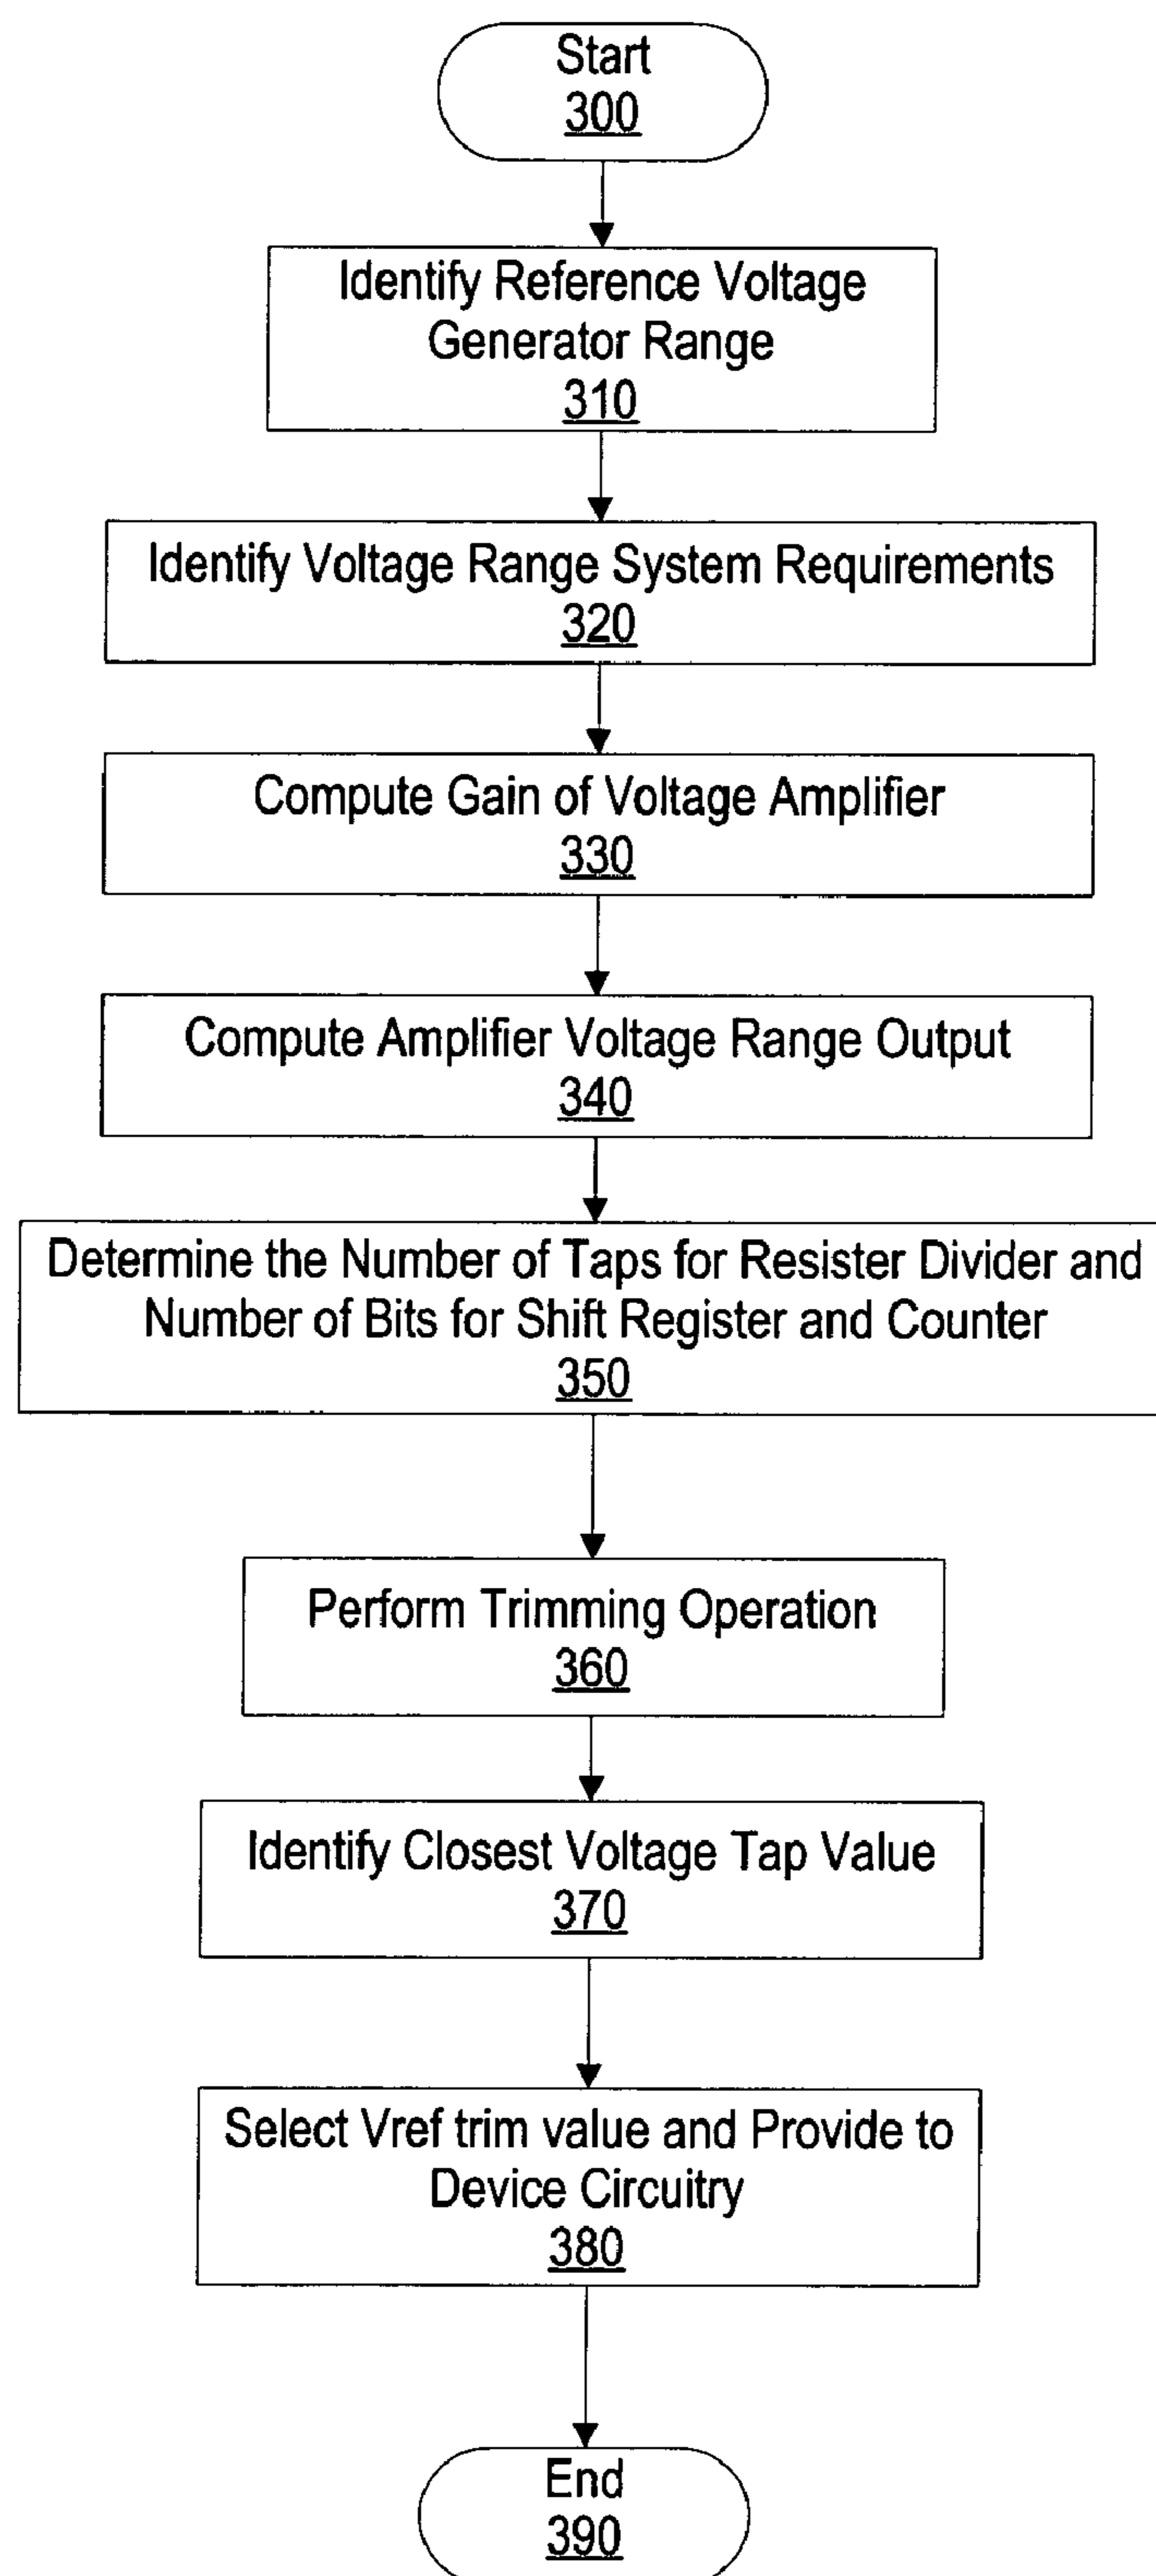 Start
300
Identify Reference Voltage
Generator Range
310
Identify Voltage Range System Requirements
320
Compute Gain of Voltage Amplifier
330
Compute Amplifier Voltage Range Output
340
Determine the Number of Taps for Resister Divider and
Number of Bits for Shift Register and Counter
350
Perform Trimming Operation
360
Identify Closest Voltage Tap Value
370
Select Vref trim value and Provide to
Device Circuitry
380
End
390